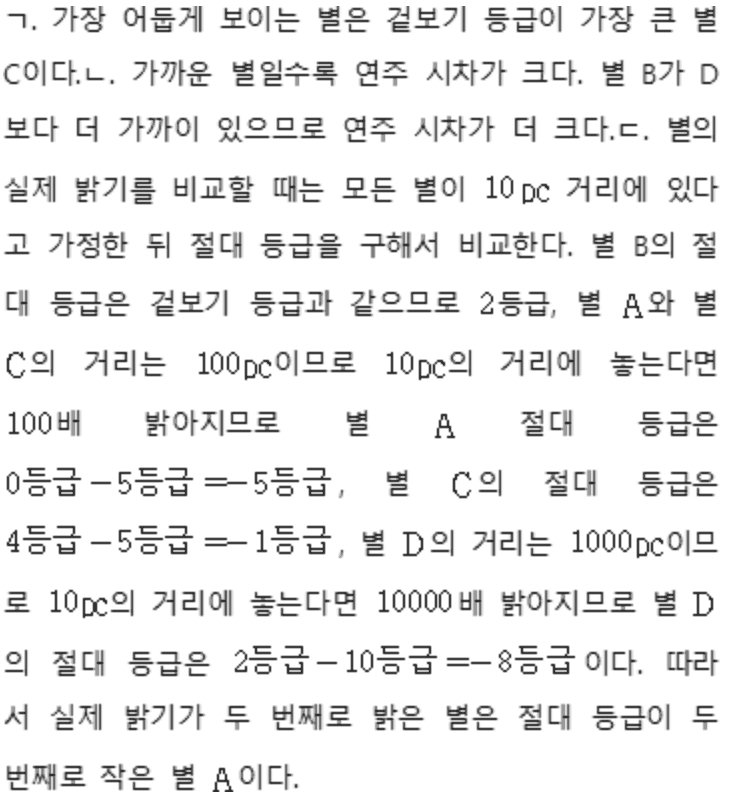 ㄱ. 가장 어둡게 보이는 별은 겉보기 등급이 가장 큰 별
C이다.ㄴ. 가까운 별일수록 연주 시차가 크다. 별 B가 D
보다 더 가까이 있으므로 연주 시차가 더 크다.ㄷ. 별의
실제 밝기를 비교할 때는 모든 별이 10pc 거리에 있다
고 가정한 뒤 절대 등급을 구해서 비교한다. 별 B의 절
대 등급은 겉보기 등급과 같으므로 2등급, 별 A와 별
C의 거리는 100pc이므로 10pc의 거리에 놓는다면
100배 밝아지므로 별 A 절대 등급은
0등급-5등급=-5등급, 별 C의 절대 등급은
4등급-5등급=-1등급, 별 D의 거리는 1000pc이므
로 10pc의 거리에 놓는다면 10000배 밝아지므로 별 D
의 절대 등급은 2등급-10등급=-8등급이다. 따라
서 실제 밝기가 두 번째로 밝은 별은 절대 등급이 두
번째로 작은 별 A이다.